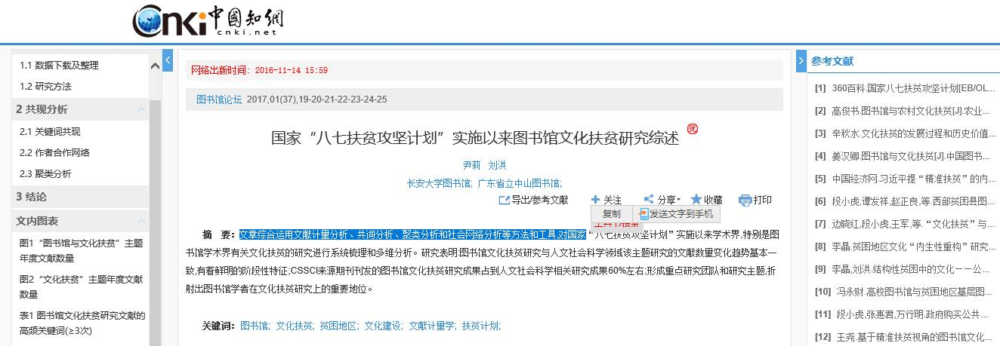 Cnki中國知網
cnki.net
1.1 数据下载及整理
1.2 研究方法
2 共现分析
2.1 关键词共现
2.2 作者合作网络
2.3 聚类分析
3 结论
文内图表
图1 “图书馆与文化扶贫”主题
年度文献数量
图2 “文化扶贫”主题年度文献
数量
表1 图书馆文化扶贫研究文献的
高频关键词(≥3次)
网络出版时间：2016-11-14 15:59
图书馆论坛 2017,01(37),19-20-21-22-23-24-25
国家“八七扶贫攻坚计划”实施以来图书馆文化扶贫研究综述
优
尹莉 刘洪
长安大学图书馆; 广东省立中山图书馆;
导出/参考文献 关注 分享 收藏 打印
复制 发送文字到手机
摘 要: 文章综合运用文献计量分析、共词分析、聚类分析和社会网络分析等方法和工具,对国家“八七扶贫攻坚计划”实施以来学术界,特别是图
书馆学术界有关文化扶贫的研究进行系统梳理和多维分析。研究表明:图书馆文化扶贫研究与人文社会科学领域该主题研究的文献数量变化趋势基本一
致,有着鲜明的阶段性特征;CSSCI来源期刊刊发的图书馆文化扶贫研究成果占到人文社会科学相关研究成果60%左右;形成重点研究团队和研究主题,折
射出图书馆学者在文化扶贫研究上的重要地位。
关键词: 图书馆; 文化扶贫; 贫困地区; 文化建设; 文献计量学; 扶贫计划;
参考文献
[1] 360百科.国家八七扶贫攻坚计划[EB/OL...
[2] 高俊书.图书馆与农村文化扶贫[J].农业...
[3] 辛秋水.文化扶贫的发展过程和历史价值...
[4] 姜汉卿.图书馆与文化扶贫[J].中国图书...
[5] 中国经济网.习近平提“精准扶贫”的内...
[6] 段小虎,谭发祥,赵正良,等.西部贫困县图...
[7] 边晓红,段小虎,王军,等.“文化扶贫”与...
[8] 李晶.贫困地区文化“内生性重构”研究...
[9] 李晶,刘洪.结构性贫困中的文化——公...
[10] 冯永财.高校图书馆与贫困地区基层图...
[11] 段小虎,张惠君,万行明.政府购买公共...
[12] 王尧.基于精准扶贫视角的图书馆文化...